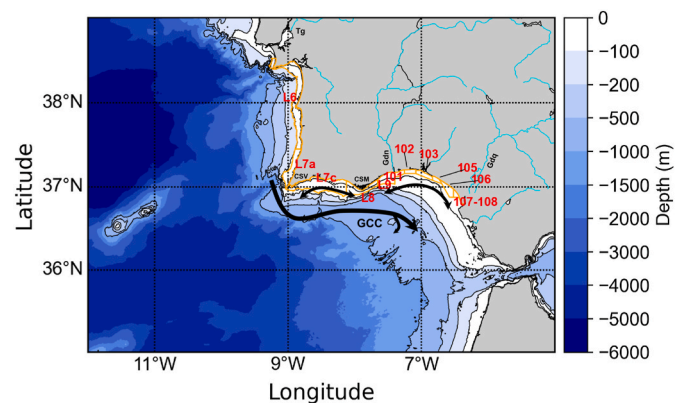 Tg
0
−100
−200
−500
−1000
−1500
−2000
−3000
−4000
−5000
−6000
Depth (m)
38°N
37°N
36°N
Latitude
L6
L7a
CSV
L7c
CSM
L8
L9
101
Gdn
102
103
105
Gdq
106
107-108
GCC
11°W
9°W
7°W
Longitude